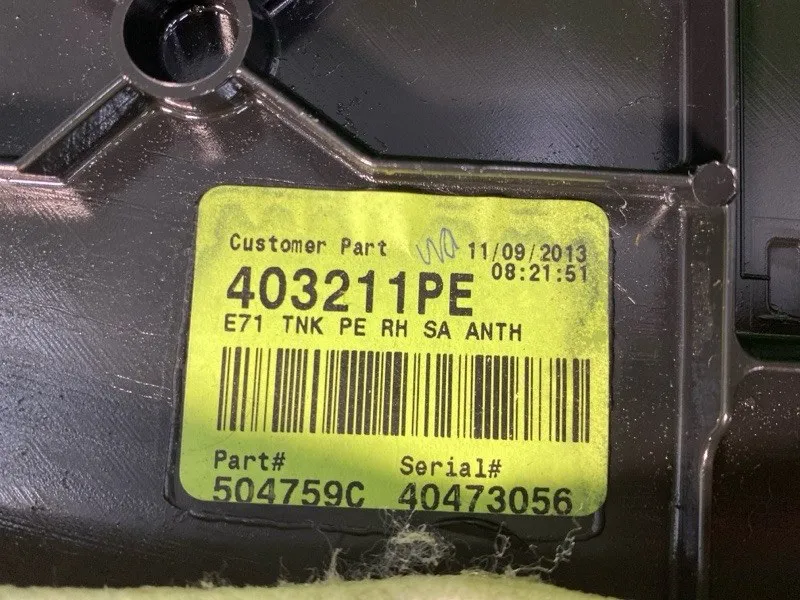 Customer Part 11/09/2013
08:21:51
403211PE
E71 TNK PE RH SA ANTH
Part# Serial#
504759C 40473056